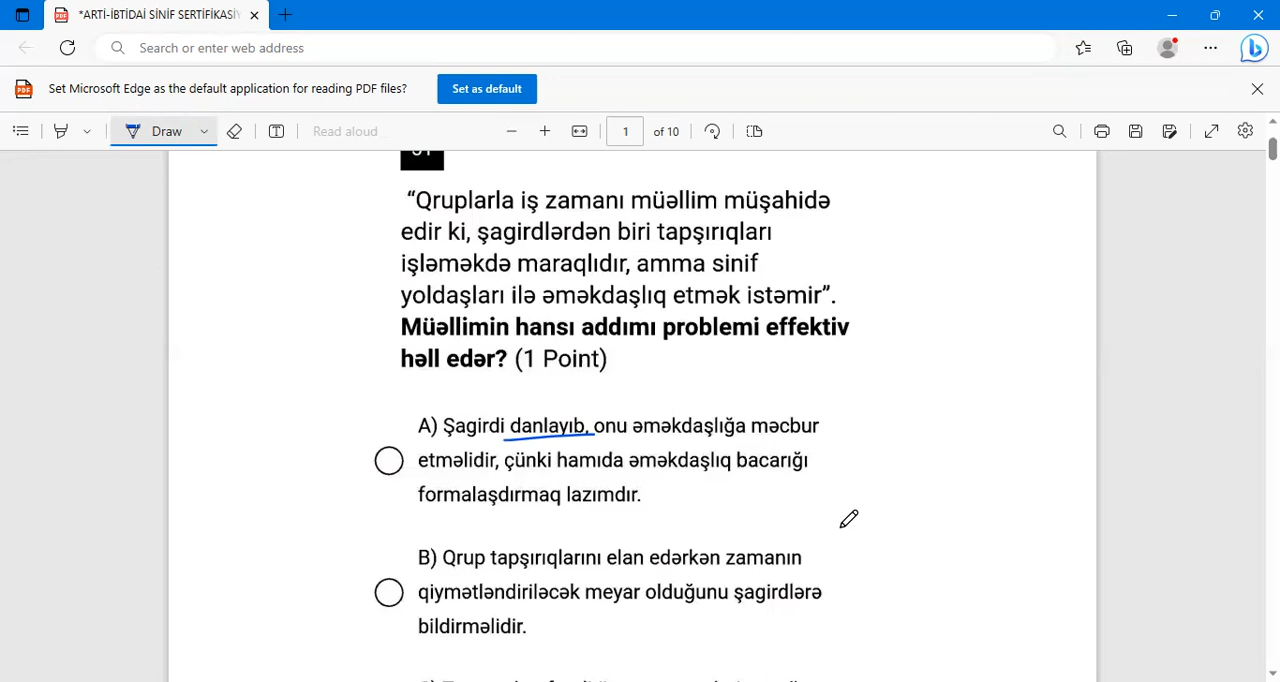 *ARTİ-İBTİDAİ SİNİF SERTİFİKASİY
Search or enter web address
Set Microsoft Edge as the default application for reading PDF files?
Set as default
Draw
Read aloud
1
of 10
“Qruplarla iş zamanı müəllim müşahidə
edir ki, şagirdlərdən biri tapşırıqları
işləməkdə maraqlıdır, amma sinif
yoldaşları ilə əməkdaşlıq etmək istəmir”.
Müəllimin hansı addımı problemi effektiv
həll edər? (1 Point)
A) Şagirdi danlayıb, onu əməkdaşlığa məcbur
etməlidir, çünki hamıda əməkdaşlıq bacarığı
formalaşdırmaq lazımdır.
B) Qrup tapşırıqlarını elan edərkən zamanın
qiymətləndiriləcək meyar olduğunu şagirdlərə
bildirməlidir.